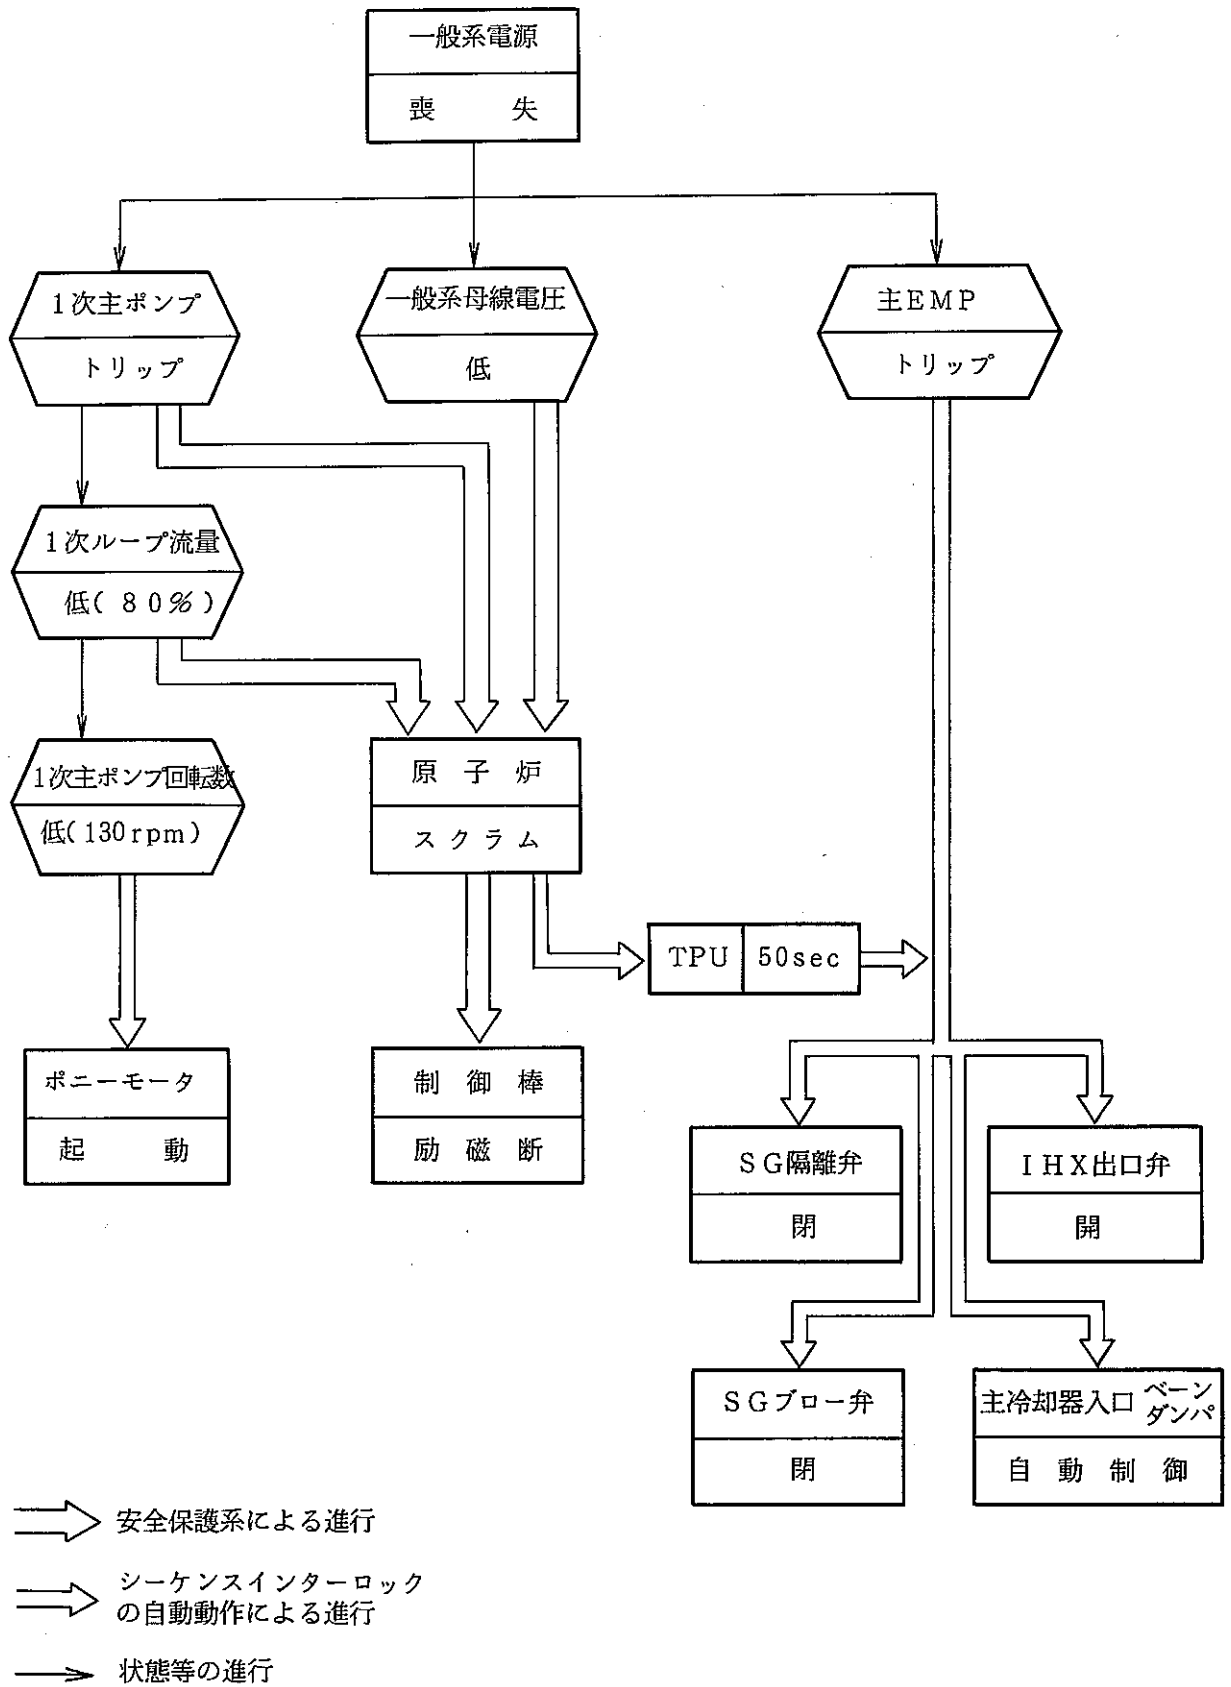 一般系電源
喪失
1次主ポンプ
トリップ
一般系母線電圧
低
主EMP
トリップ
1次ループ流量
低(80%)
1次主ポンプ回転数
低(130rpm)
原子炉
スクラム
TPU 50sec
ポニーモータ
起動
制御棒
励磁断
SG隔離弁
閉
IHX出口弁
開
SGブロー弁
閉
主冷却器入口 ベーン
ダンパ
自動制御
安全保護系による進行
シーケンスインターロック
の自動動作による進行
状態等の進行